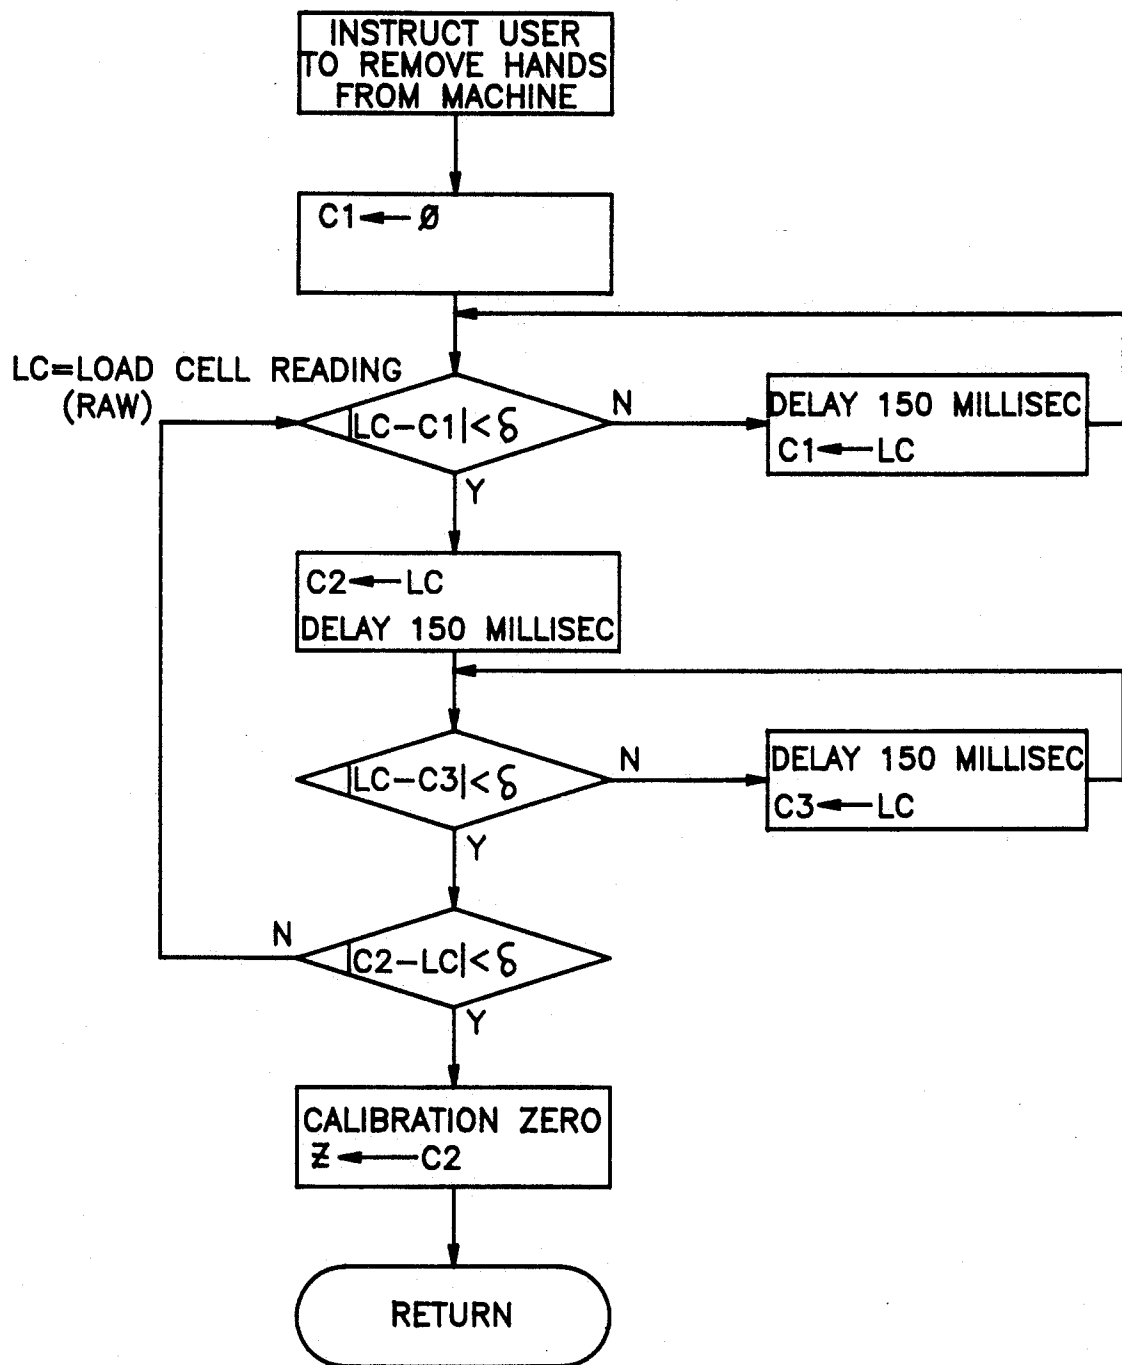 INSTRUCT USER
TO REMOVE HANDS
FROM MACHINE
C1←Ø
LC=LOAD CELL READING
(RAW)
|LC-C1|<δ
N
DELAY 150 MILLISEC
C1←LC
Y
C2←LC
DELAY 150 MILLISEC
|LC-C3|<δ
N
DELAY 150 MILLISEC
C3←LC
Y
N
|C2-LC|<δ
Y
CALIBRATION ZERO
Ƶ←C2
RETURN